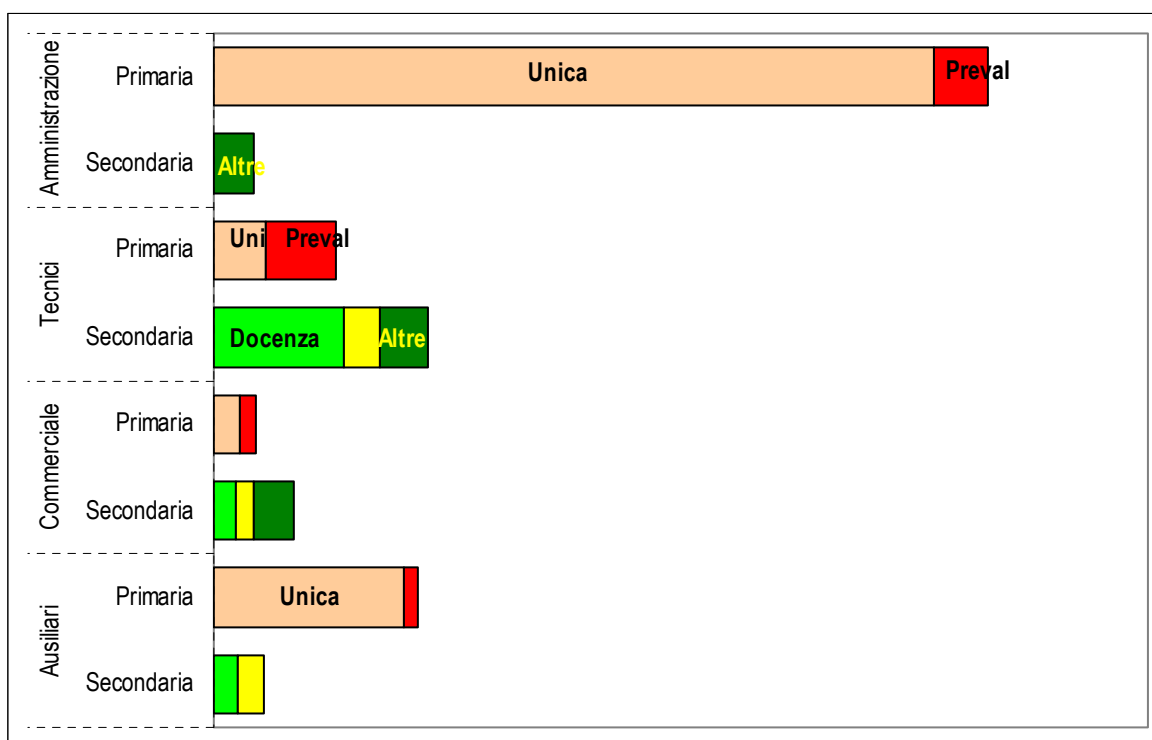 Amministrazione
Primaria
Unica
Preval
Secondaria
Altre
Tecnici
Primaria
Uni
Preval
Secondaria
Docenza
Altre
Commerciale
Primaria
Secondaria
Ausiliari
Primaria
Unica
Secondaria